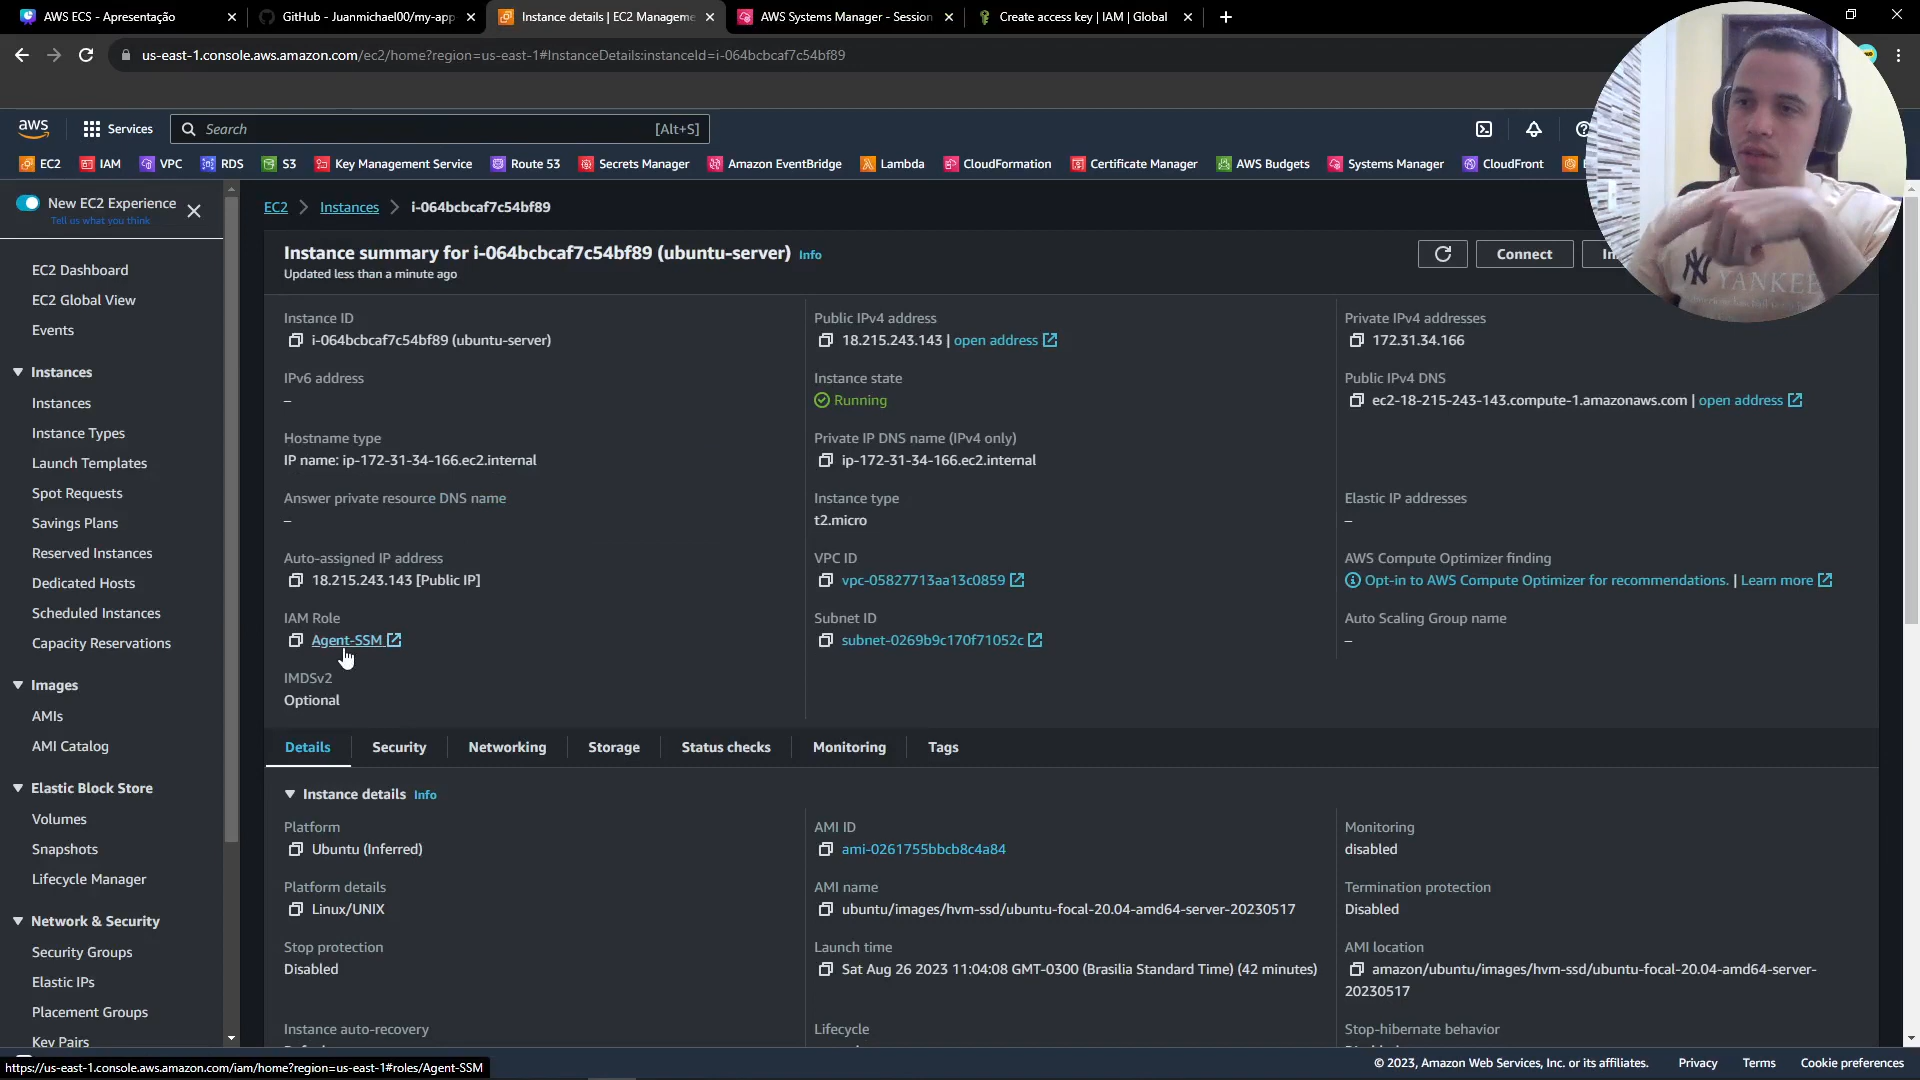 AWS ECS - Apresentação
GitHub - Juanmichael00/my-app
Instance details | EC2 Manageme
AWS Systems Manager - Session
Create access key | IAM | Global
us-east-1.console.aws.amazon.com/ec2/home?region=us-east-1#InstanceDetails:instanceId=i-064bcbcaf7c54bf89
aws
Services
Search
[Alt+S]
EC2
IAM
VPC
RDS
S3
Key Management Service
Route 53
Secrets Manager
Amazon EventBridge
Lambda
CloudFormation
Certificate Manager
AWS Budgets
Systems Manager
CloudFront
New EC2 Experience
Tell us what you think
EC2 Dashboard
EC2 Global View
Events
Instances
Instances
Instance Types
Launch Templates
Spot Requests
Savings Plans
Reserved Instances
Dedicated Hosts
Scheduled Instances
Capacity Reservations
Images
AMIs
AMI Catalog
Elastic Block Store
Volumes
Snapshots
Lifecycle Manager
Network & Security
Security Groups
Elastic IPs
Placement Groups
Key Pairs
EC2 > Instances > i-064bcbcaf7c54bf89
Instance summary for i-064bcbcaf7c54bf89 (ubuntu-server) Info
Updated less than a minute ago
Connect
Instance ID
i-064bcbcaf7c54bf89 (ubuntu-server)
Public IPv4 address
18.215.243.143 | open address
Private IPv4 addresses
172.31.34.166
IPv6 address
–
Instance state
Running
Public IPv4 DNS
ec2-18-215-243-143.compute-1.amazonaws.com | open address
Hostname type
IP name: ip-172-31-34-166.ec2.internal
Private IP DNS name (IPv4 only)
ip-172-31-34-166.ec2.internal
Answer private resource DNS name
–
Instance type
t2.micro
Elastic IP addresses
–
Auto-assigned IP address
18.215.243.143 [Public IP]
VPC ID
vpc-05827713aa13c0859
AWS Compute Optimizer finding
Opt-in to AWS Compute Optimizer for recommendations. | Learn more
IAM Role
Agent-SSM
Subnet ID
subnet-0269b9c170f71052c
Auto Scaling Group name
–
IMDSv2
Optional
Details
Security
Networking
Storage
Status checks
Monitoring
Tags
Instance details Info
Platform
Ubuntu (Inferred)
AMI ID
ami-0261755bbcb8c4a84
Monitoring
disabled
Platform details
Linux/UNIX
AMI name
ubuntu/images/hvm-ssd/ubuntu-focal-20.04-amd64-server-20230517
Termination protection
Disabled
Stop protection
Disabled
Launch time
Sat Aug 26 2023 11:04:08 GMT-0300 (Brasilia Standard Time) (42 minutes)
AMI location
amazon/ubuntu/images/hvm-ssd/ubuntu-focal-20.04-amd64-server-
20230517
Instance auto-recovery
Lifecycle
Stop-hibernate behavior
https://us-east-1.console.aws.amazon.com/iam/home?region=us-east-1#roles/Agent-SSM
© 2023, Amazon Web Services, Inc. or its affiliates.
Privacy
Terms
Cookie preferences
NY
YANKEE